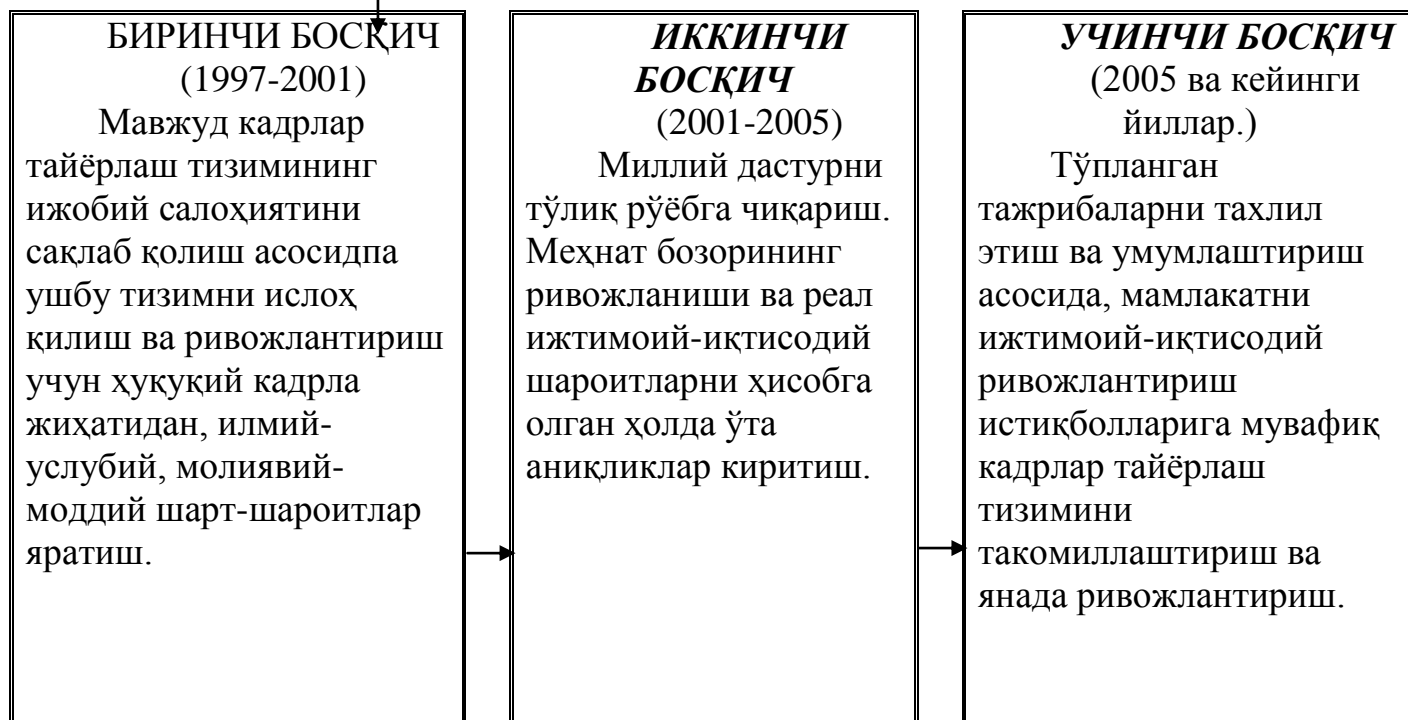 БИРИНЧИ БОСҚИЧ
(1997-2001)
Мавжуд кадрлар
тайёрлаш тизимининг
ижобий салоҳиятини
сақлаб қолиш асосидпа
ушбу тизимни ислоҳ
қилиш ва ривожлантириш
учун ҳуқуқий кадрла
жиҳатидан, илмий-
услубий, молиявий-
моддий шарт-шароитлар
яратиш.
ИККИНЧИ
БОСҚИЧ
(2001-2005)
Миллий дастурни
тўлиқ рўёбга чиқариш.
Меҳнат бозорининг
ривожланиши ва реал
ижтимоий-иқтисодий
шароитларни ҳисобга
олган ҳолда ўта
аниқликлар киритиш.
УЧИНЧИ БОСҚИЧ
(2005 ва кейинги
йиллар.)
Тўпланган
тажрибаларни тахлил
этиш ва умумлаштириш
асосида, мамлакатни
ижтимоий-иқтисодий
ривожлантириш
истиқболларига мувафиқ
кадрлар тайёрлаш
тизимини
такомиллаштириш ва
янада ривожлантириш.